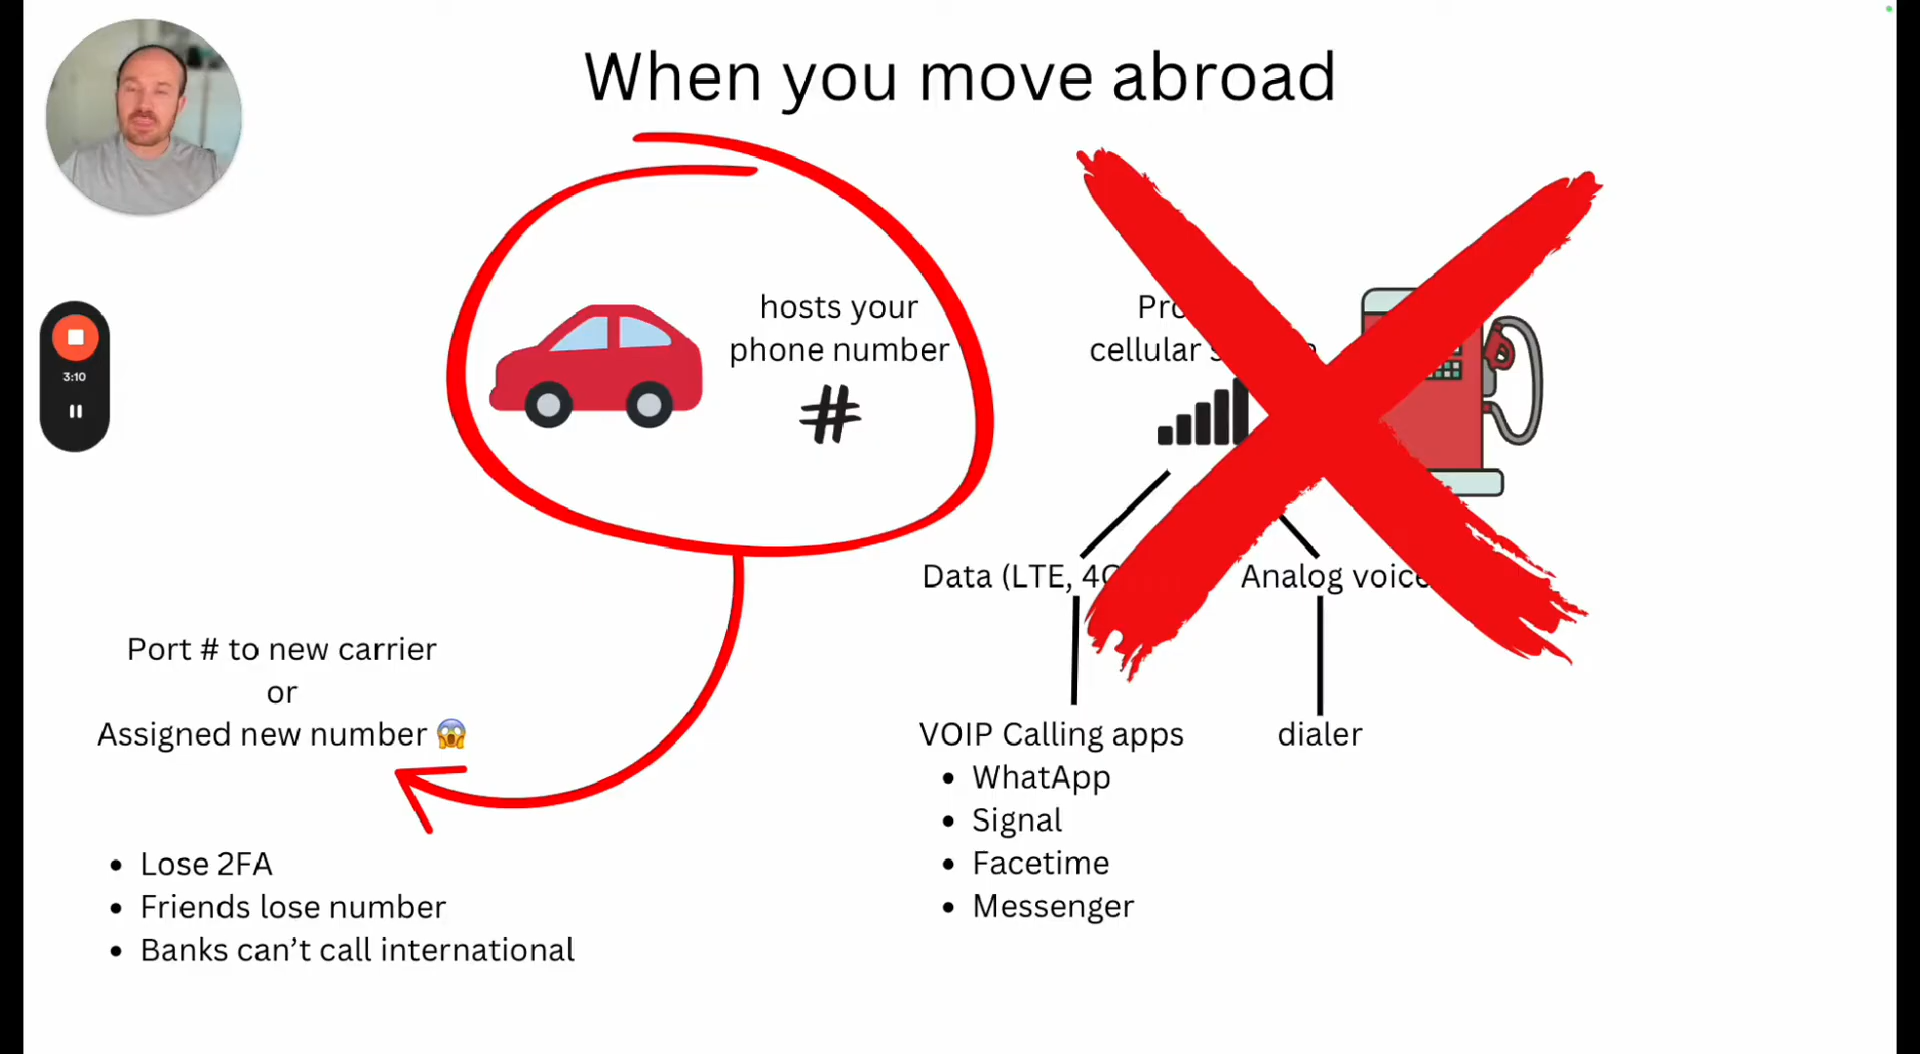 When you move abroad
hosts your
phone number
#
cellular
3:10
Data (LTE,
Analog voice
Port # to new carrier
or
Assigned new number 😱
VOIP Calling apps
dialer
• WhatApp
• Signal
• Facetime
• Messenger
• Lose 2FA
• Friends lose number
• Banks can't call international